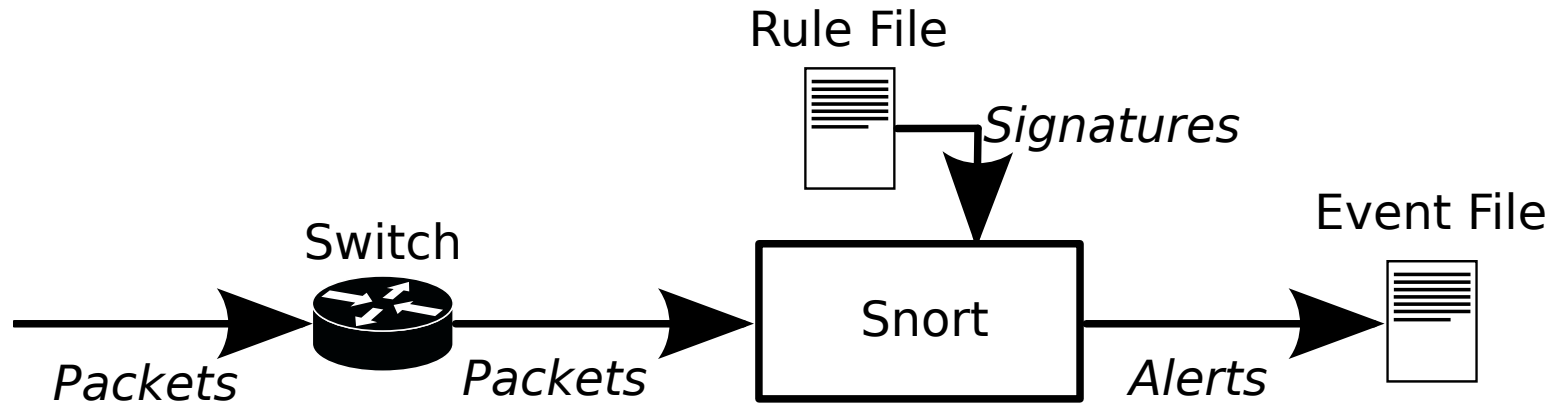 Rule File
Signatures
Event File
Switch
Snort
Packets
Packets
Alerts